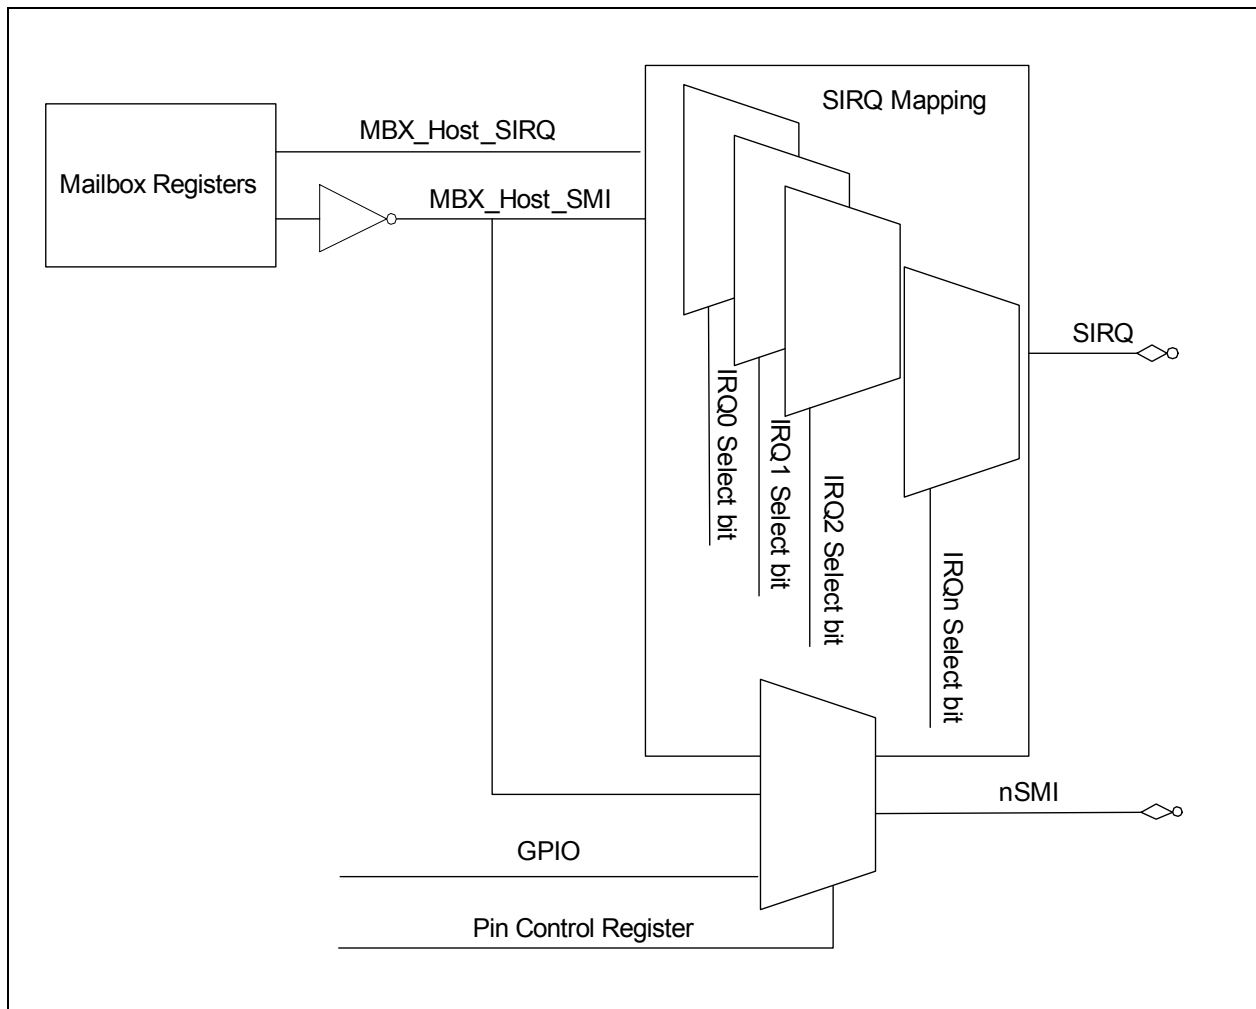 SIRQ Mapping
MBX_Host_SIRQ
Mailbox Registers
MBX_Host_SMI
SIRQ
IRQ0 Select bit
IRQ1 Select bit
IRQ2 Select bit
IRQn Select bit
nSMI
GPIO
Pin Control Register